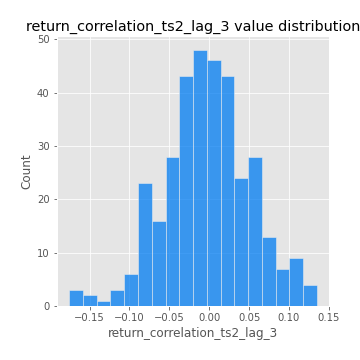 return_correlation_ts2_lag_3 value distribution
50
40
30
20
10
0
Count
−0.15 −0.10 −0.05 0.00 0.05 0.10 0.15
return_correlation_ts2_lag_3